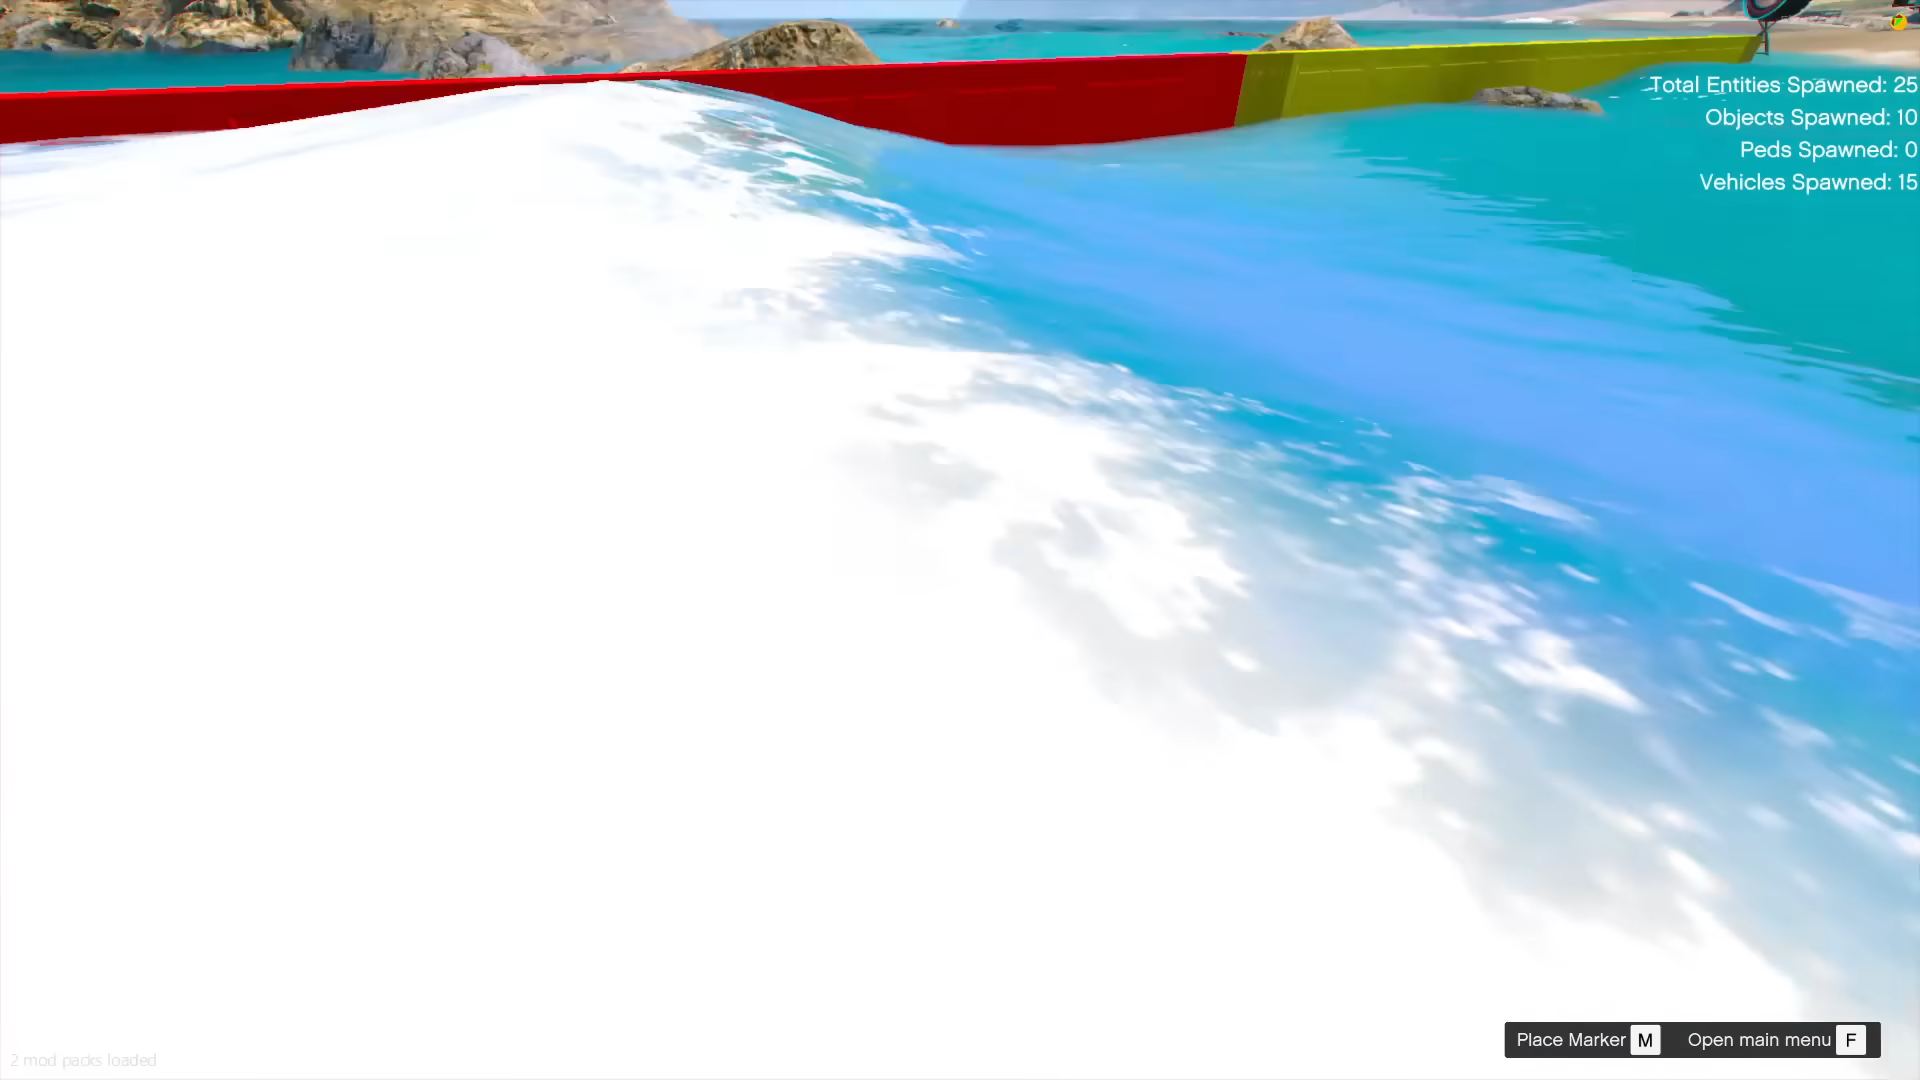 Total Entities Spawned: 25
Objects Spawned: 10
Peds Spawned: 0
Vehicles Spawned: 15
Place Marker M Open main menu F
2 mod packs loaded